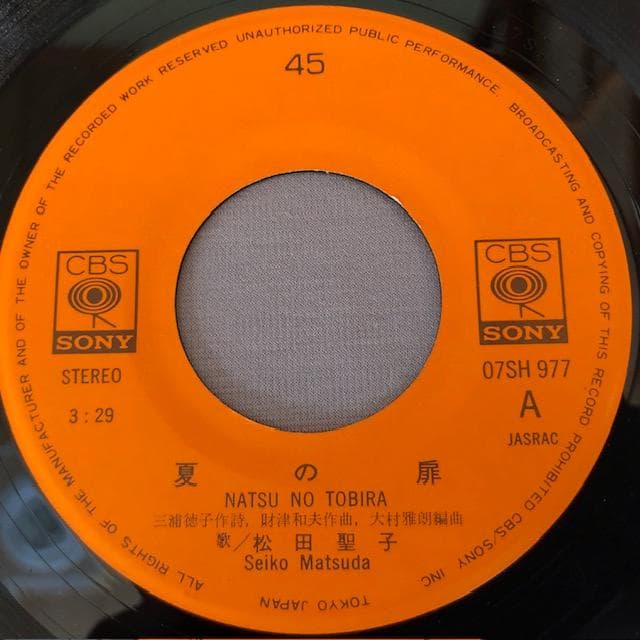 ALL RIGHTS OF THE MANUFACTURER AND OF THE OWNER OF THE RECORDED WORK RESERVED UNAUTHORIZED PUBLIC PERFORMANCE. BROADCASTING AND COPYING OF THIS RECORD PROHIBITED CBS/SONY INC
TOKYO JAPAN
45
CBS
SONY
STEREO
3:29
CBS
SONY
07SH 977
A
JASRAC
夏の扉
NATSU NO TOBIRA
三浦徳子作詩, 財津和夫作曲, 大村雅朗編曲
歌/松田聖子
Seiko Matsuda